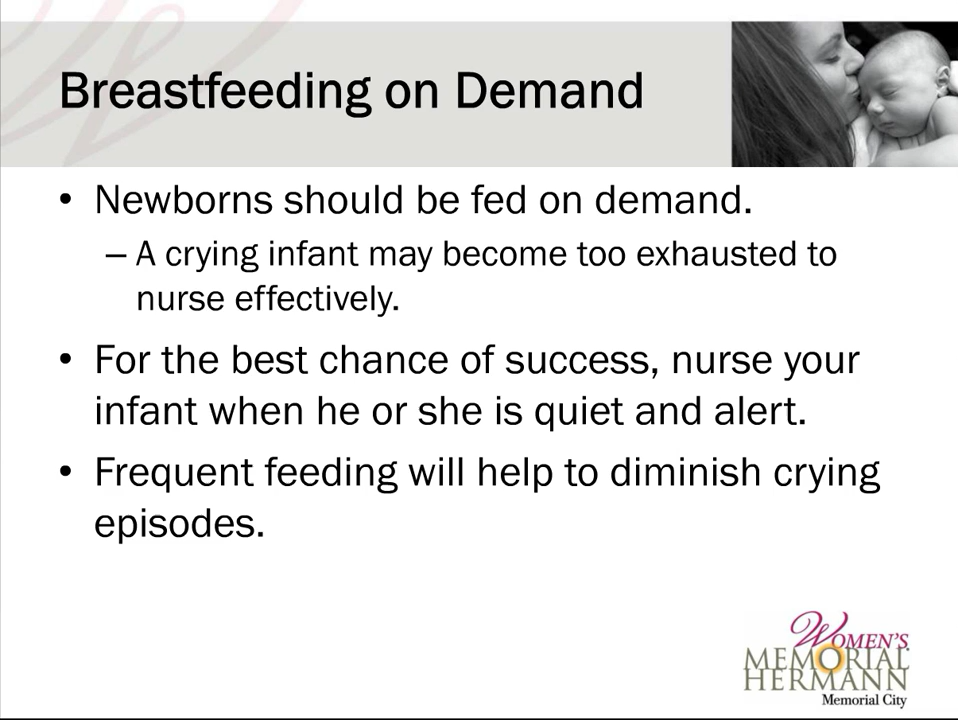 Breastfeeding on Demand
• Newborns should be fed on demand.
– A crying infant may become too exhausted to
nurse effectively.
• For the best chance of success, nurse your
infant when he or she is quiet and alert.
• Frequent feeding will help to diminish crying
episodes.
WOMEN'S
MEMORIAL
HERMANN
Memorial City